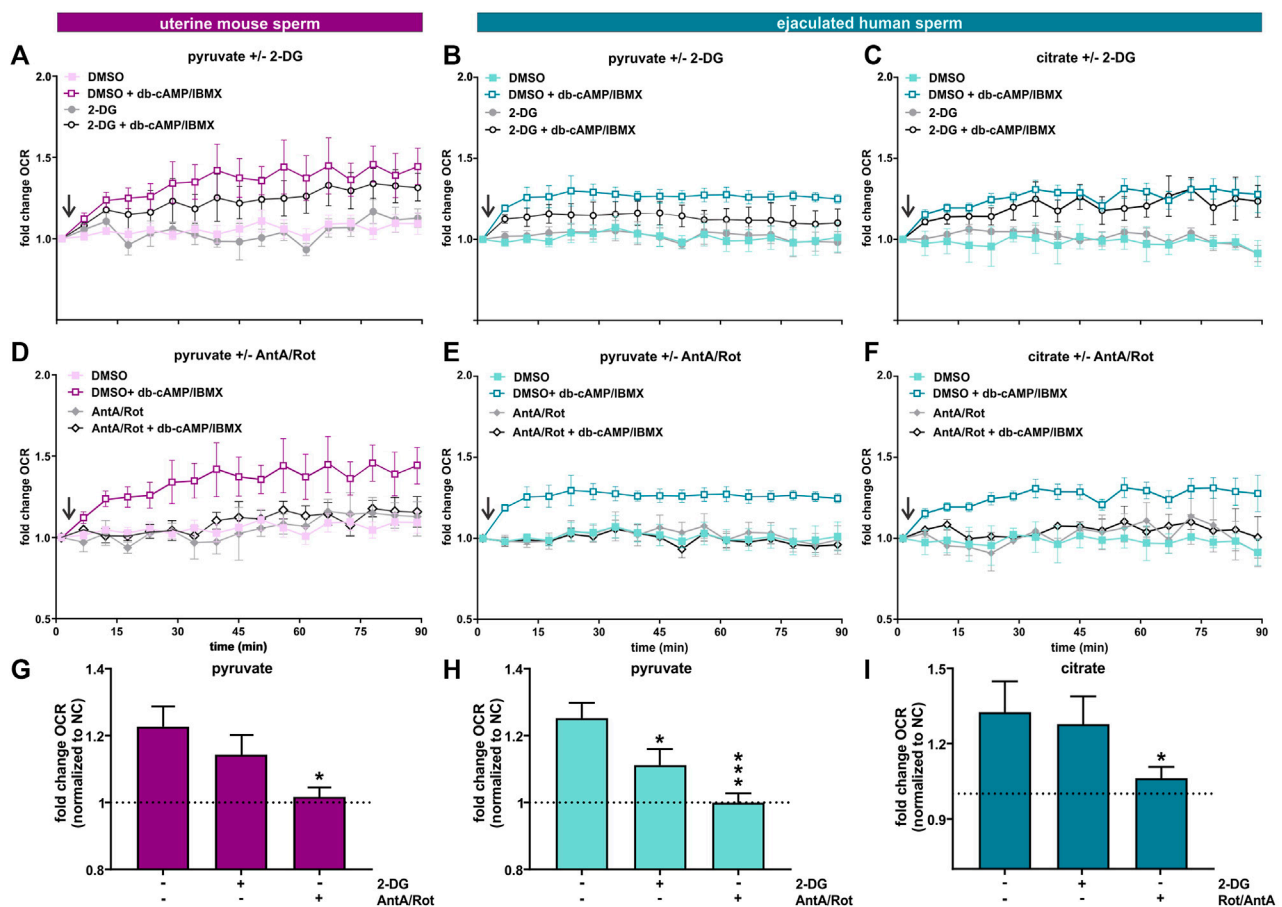 uterine mouse sperm
ejaculated human sperm
A
pyruvate +/- 2-DG
2.0
1.5
1.0
fold change OCR
DMSO
DMSO + db-cAMP/IBMX
2-DG
2-DG + db-cAMP/IBMX
B
pyruvate +/- 2-DG
2.0
1.5
1.0
fold change OCR
DMSO
DMSO + db-cAMP/IBMX
2-DG
2-DG + db-cAMP/IBMX
C
citrate +/- 2-DG
2.0
1.5
1.0
fold change OCR
DMSO
DMSO + db-cAMP/IBMX
2-DG
2-DG + db-cAMP/IBMX
D
pyruvate +/- AntA/Rot
2.0
1.5
1.0
0.5
fold change OCR
DMSO
DMSO+ db-cAMP/IBMX
AntA/Rot
AntA/Rot + db-cAMP/IBMX
0 15 30 45 60 75 90
time (min)
E
pyruvate +/- AntA/Rot
2.0
1.5
1.0
0.5
fold change OCR
DMSO
DMSO+ db-cAMP/IBMX
AntA/Rot
AntA/Rot + db-cAMP/IBMX
0 15 30 45 60 75 90
time (min)
F
citrate +/- AntA/Rot
2.0
1.5
1.0
0.5
fold change OCR
DMSO
DMSO + db-cAMP/IBMX
AntA/Rot
AntA/Rot + db-cAMP/IBMX
0 15 30 45 60 75 90
time (min)
G
pyruvate
1.4
1.2
1
0.8
fold change OCR
(normalized to NC)
*
- + - 2-DG
- - + AntA/Rot
H
pyruvate
1.4
1.2
1
0.8
fold change OCR
(normalized to NC)
*
***
- + - 2-DG
- - + AntA/Rot
I
citrate
1.5
1.2
0.9
fold change OCR
(normalized to NC)
*
- + - 2-DG
- - + Rot/AntA